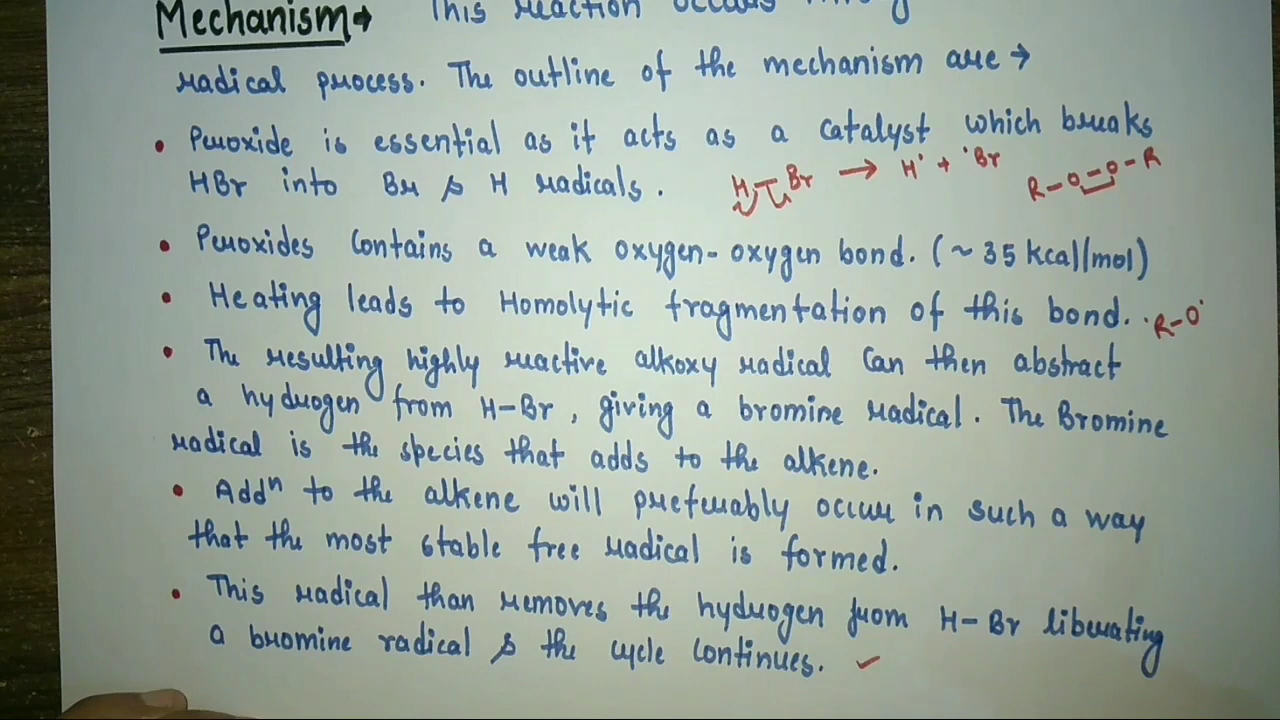 Mechanism→ This reaction occurs
radical process. The outline of the mechanism are →
• Peroxide is essential as it acts as a catalyst which breaks
HBr into Br & H radicals. H-Br → H• + •Br R-O-O-R
• Peroxides Contains a weak oxygen-oxygen bond. (~35 kcal/mol)
• Heating leads to Homolytic fragmentation of this bond. R-O•
• The resulting highly reactive alkoxy radical Can then abstract
a hydrogen from H-Br, giving a bromine radical. The Bromine
radical is the species that adds to the alkene.
• Addⁿ to the alkene will preferably occur in such a way
that the most stable free radical is formed.
• This radical than removes the hydrogen from H-Br liberating
a bromine radical & the cycle continues. ✓